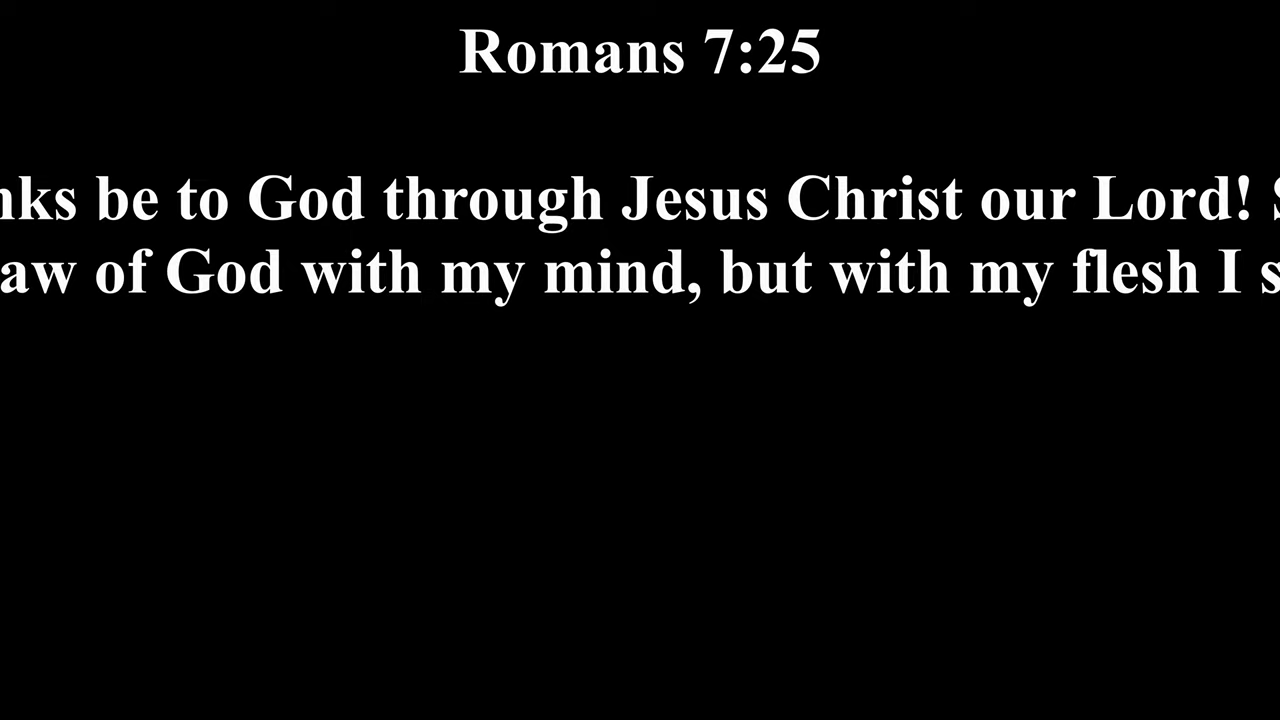 Romans 7:25
nks be to God through Jesus Christ our Lord! S
aw of God with my mind, but with my flesh I s